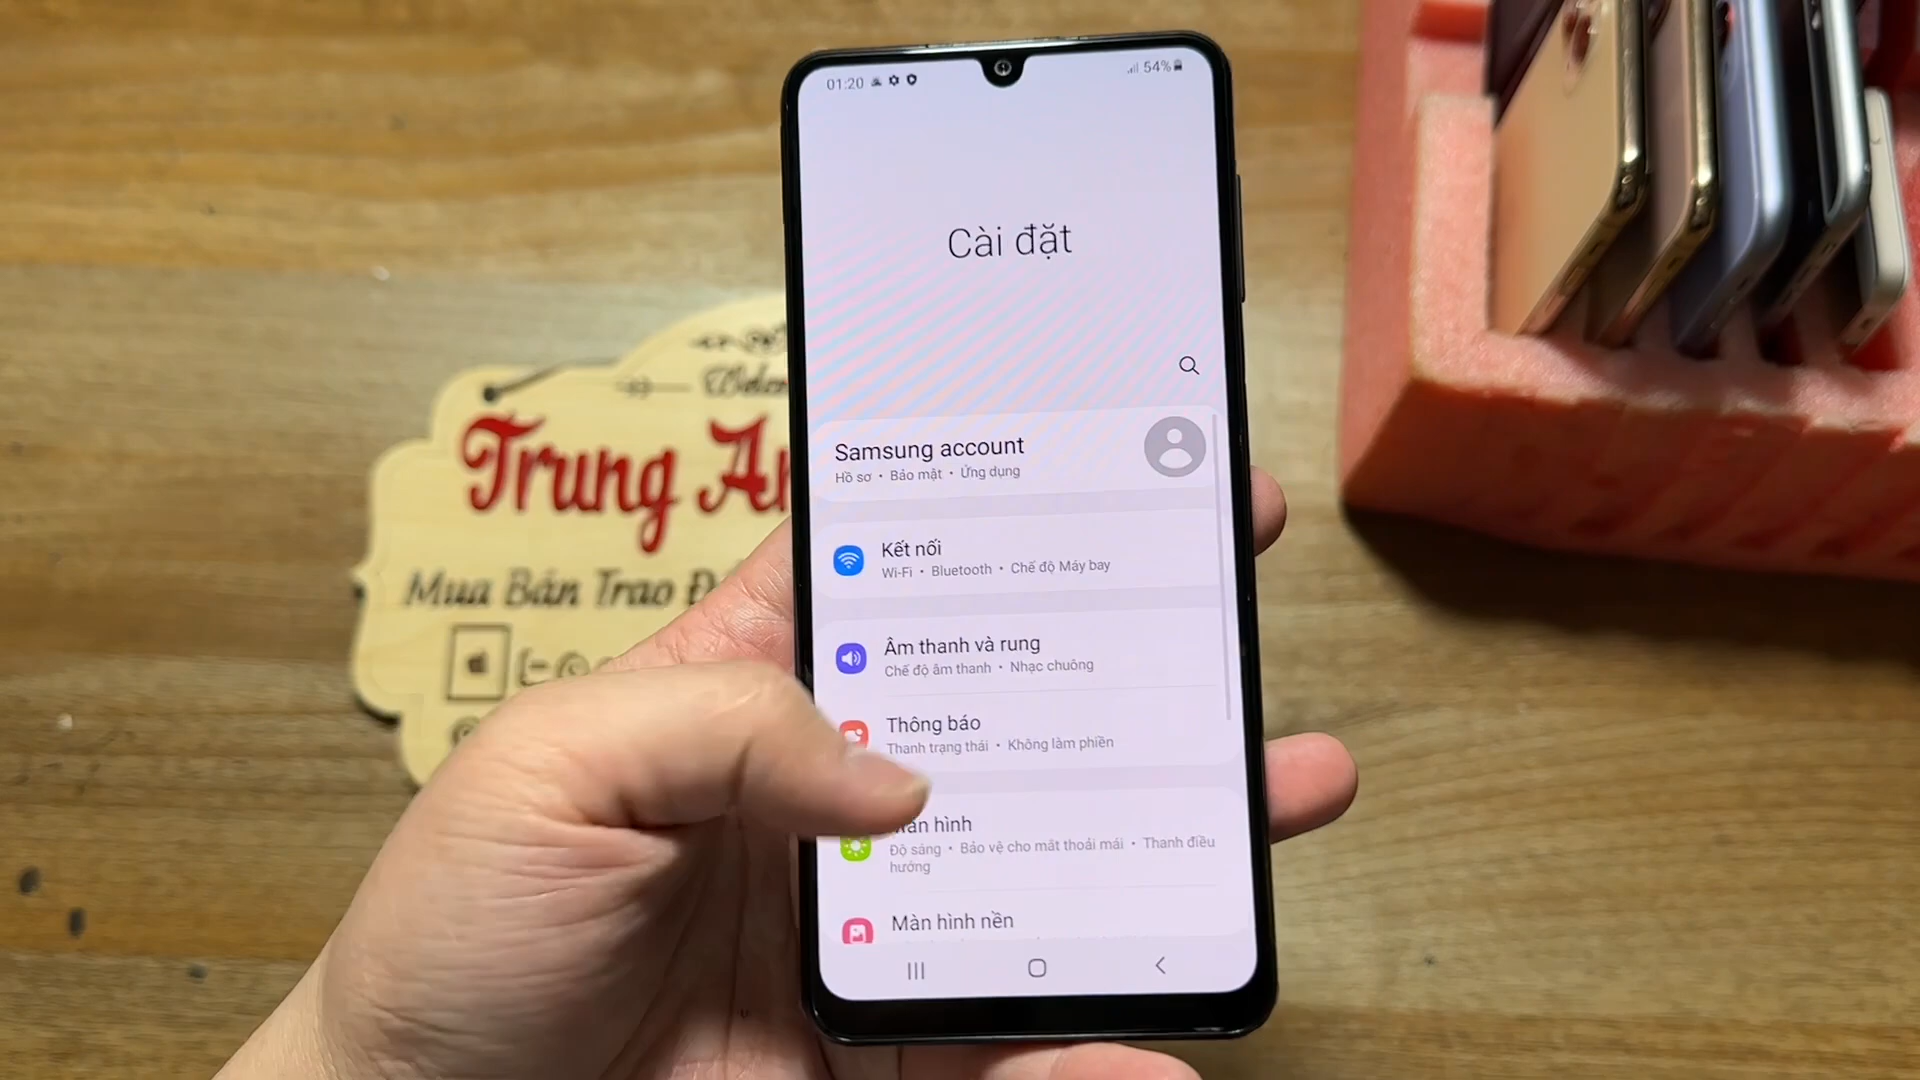 01:20
54%
Cài đặt
Samsung account
Hồ sơ • Bảo mật • Ứng dụng
Kết nối
Wi-Fi • Bluetooth • Chế độ Máy bay
Âm thanh và rung
Chế độ âm thanh • Nhạc chuông
Thông báo
Thanh trạng thái • Không làm phiền
hình
Độ sáng • Bảo vệ cho mắt thoải mái • Thanh điều
hướng
Màn hình nền
Trung
Mua Bán Trao